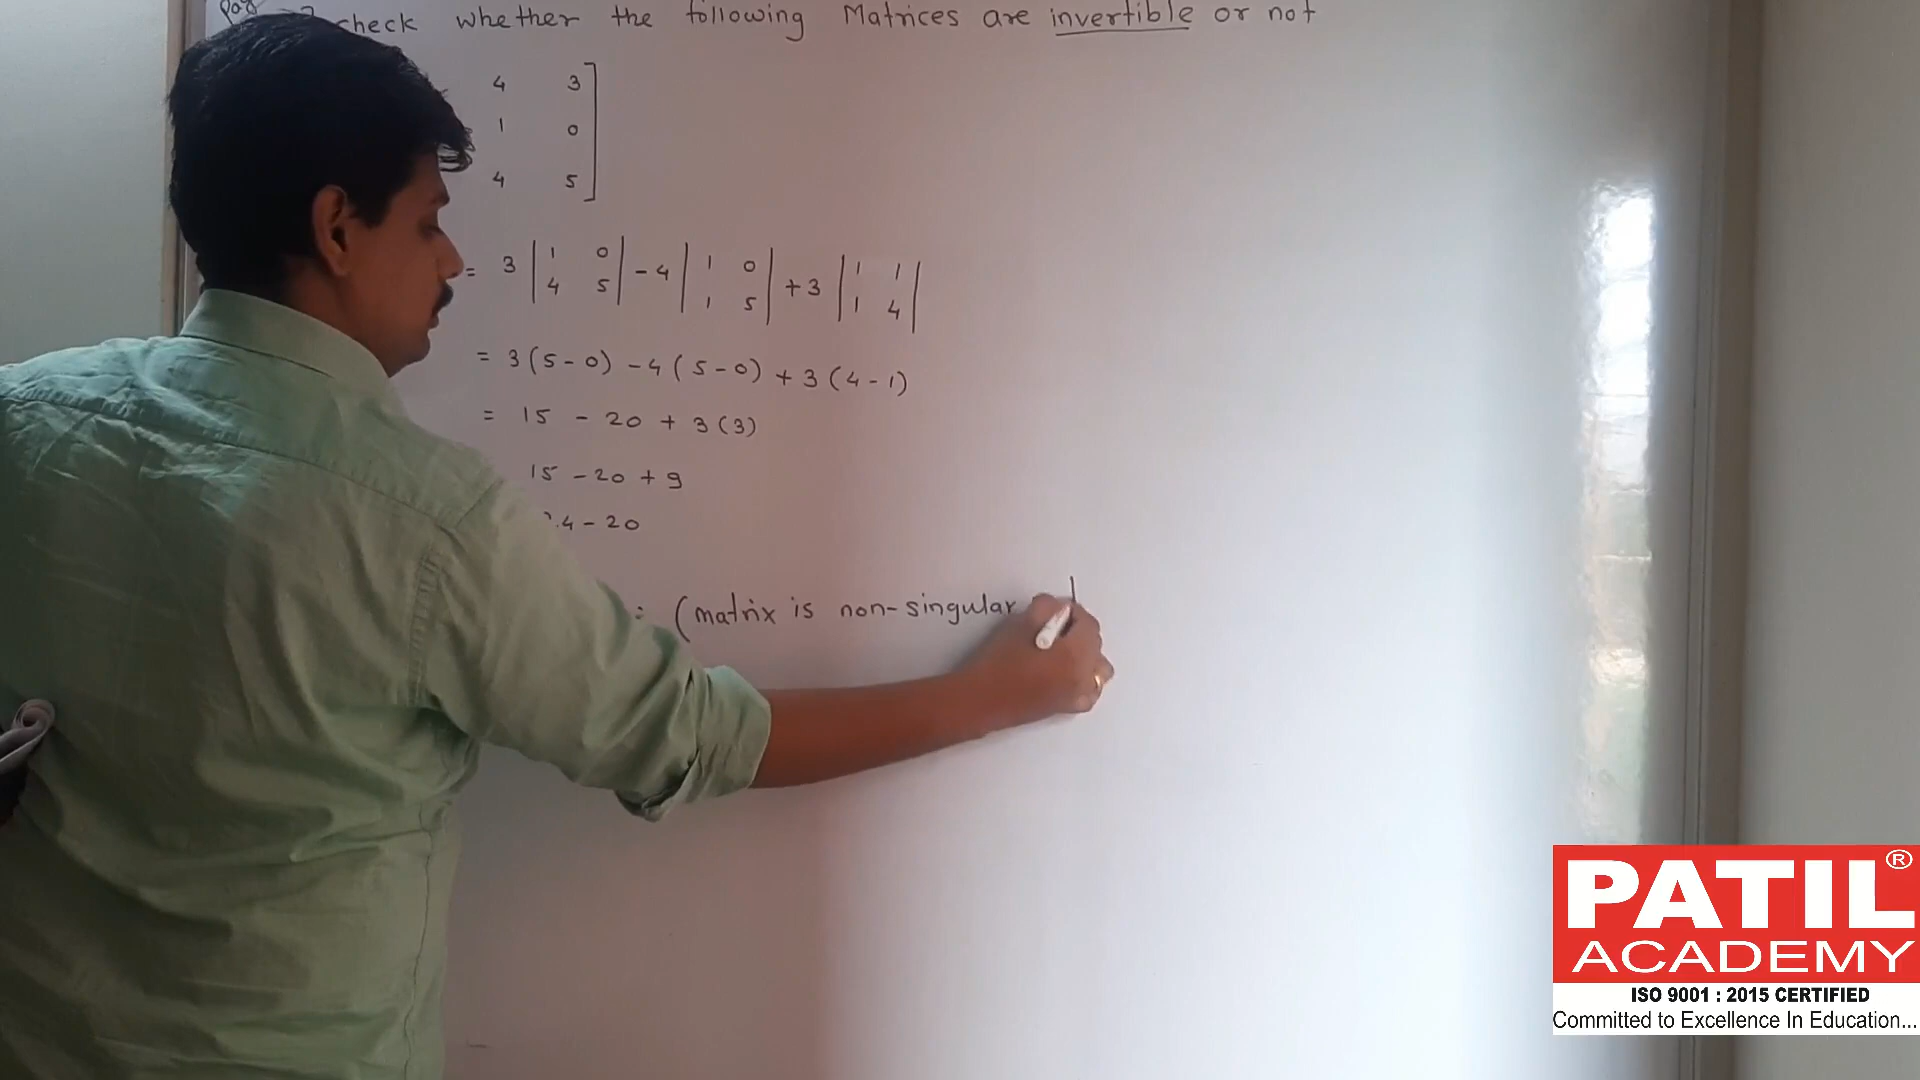 check whether the following Matrices are invertible or not
4 3
1 0
4 5
= 3 | 1 0 | - 4 | 1 0 | + 3 | 1 1 |
4 5 | 1 5 | 1 4 |
= 3 (5 - 0) - 4 (5 - 0) + 3 (4 - 1)
= 15 - 20 + 3 (3)
15 - 20 + 9
4 - 20
(matrix is non-singular
PATIL®
ACADEMY
ISO 9001 : 2015 CERTIFIED
Committed to Excellence In Education...